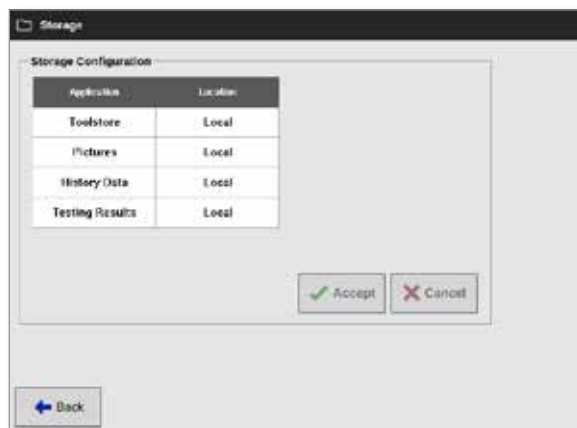 Storage
Storage Configuration
Application Location
Toolstore Local
Pictures Local
History Data Local
Testing Results Local
Accept Cancel
Back